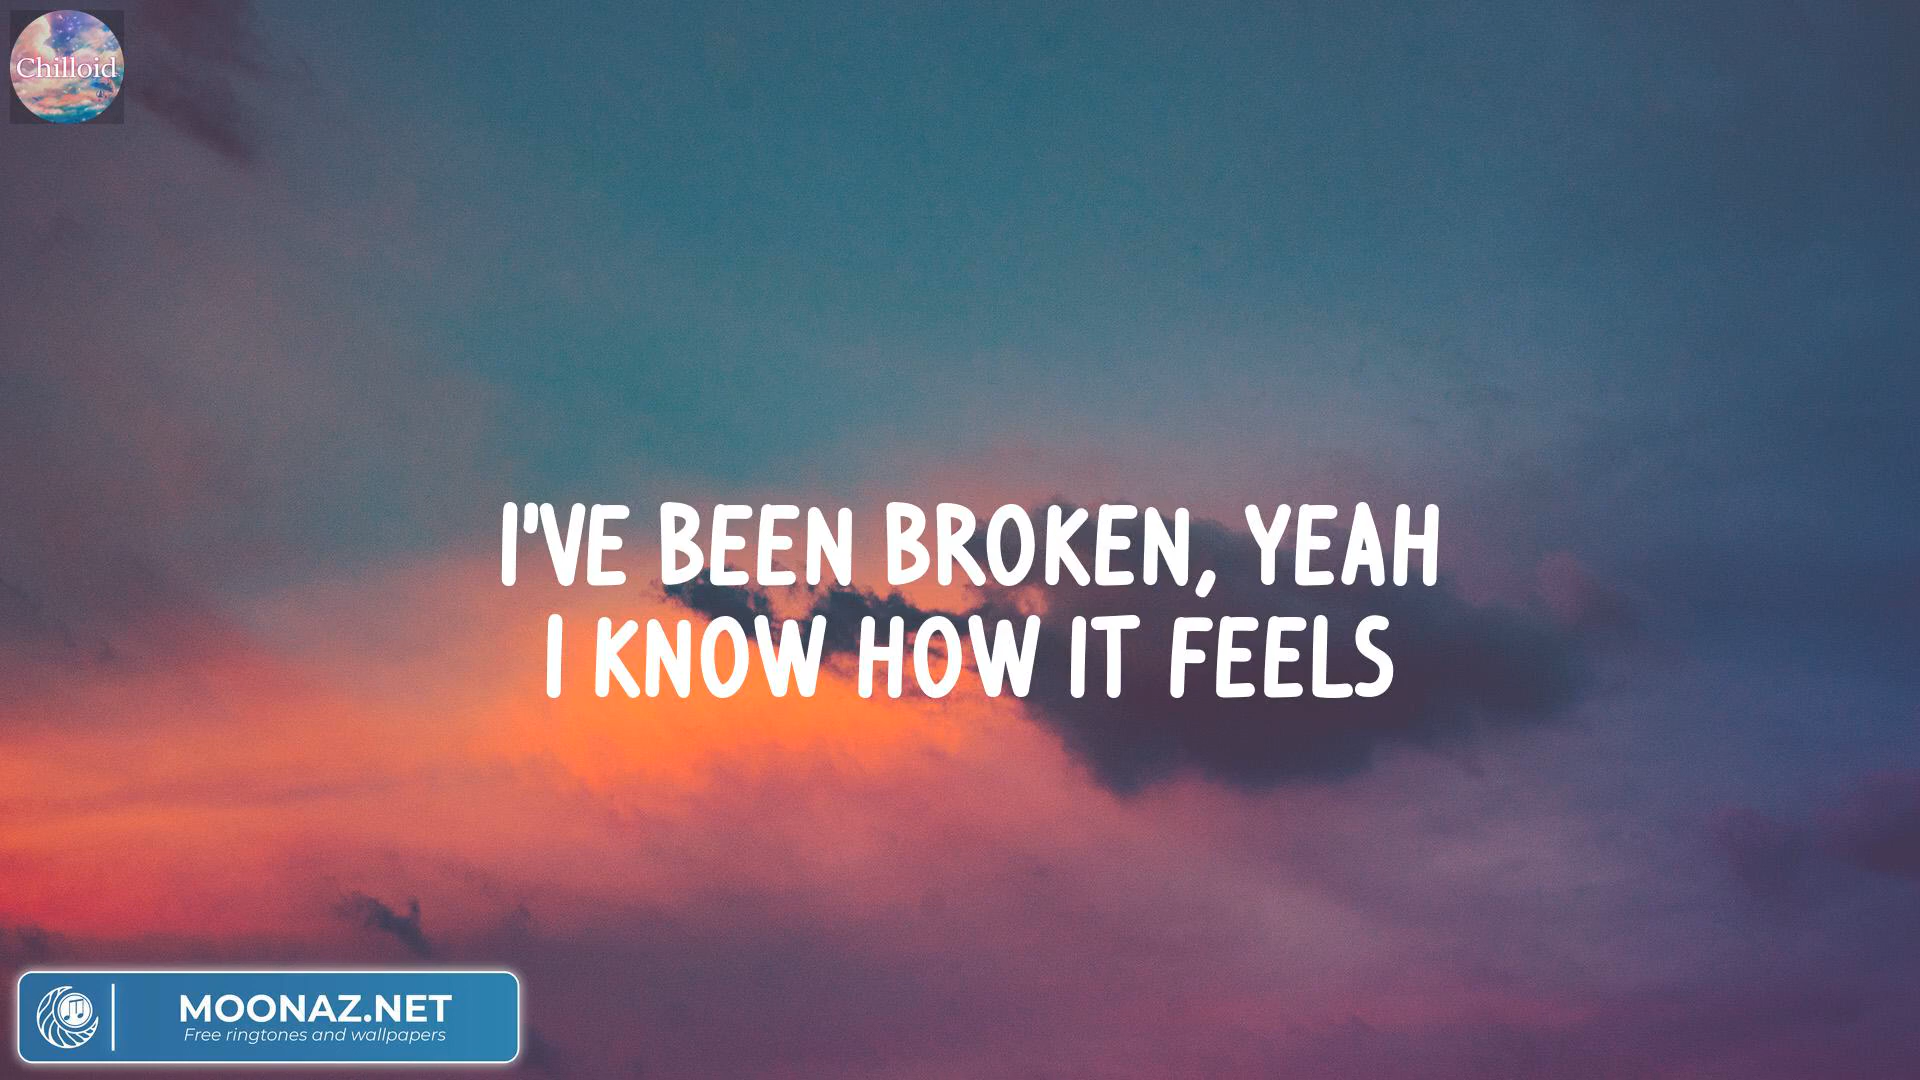 Chilloid
I'VE BEEN BROKEN, YEAH
I KNOW HOW IT FEELS
MOONAZ.NET
Free ringtones and wallpapers